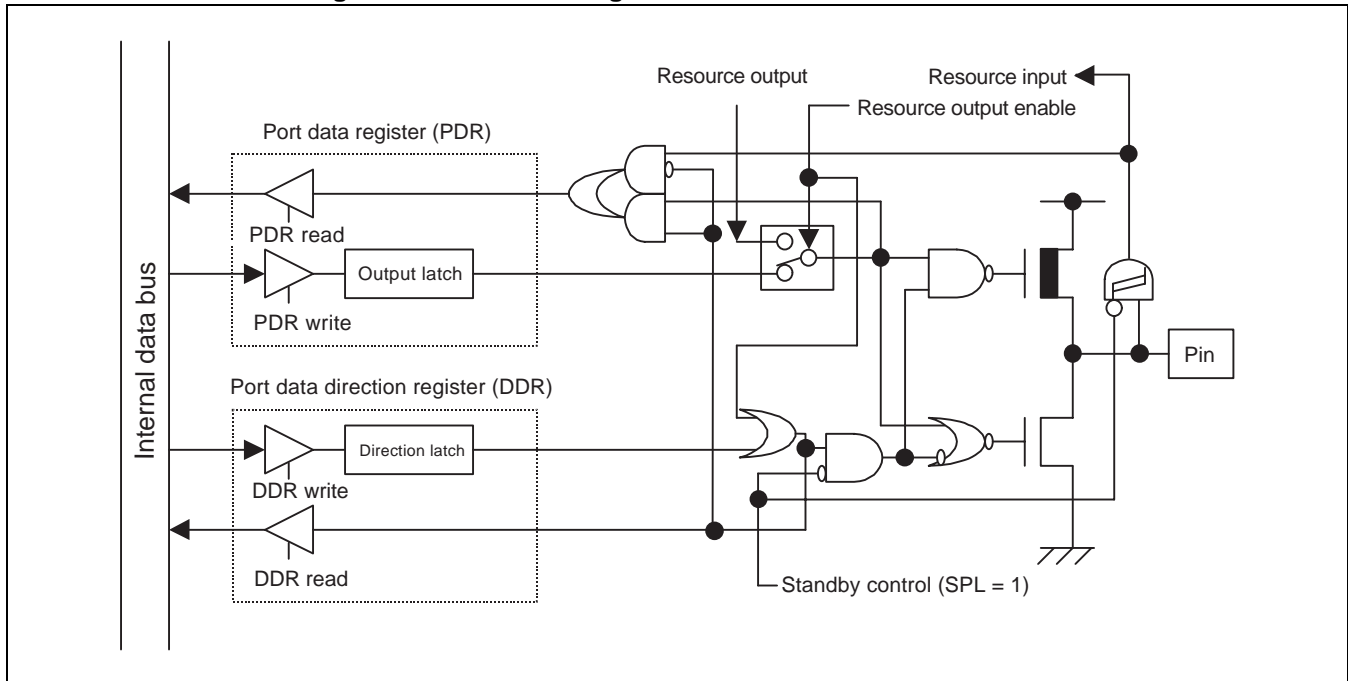 Resource output
Resource input
Resource output enable
Port data register (PDR)
PDR read
Output latch
PDR write
Internal data bus
Pin
Port data direction register (DDR)
Direction latch
DDR write
DDR read
Standby control (SPL = 1)